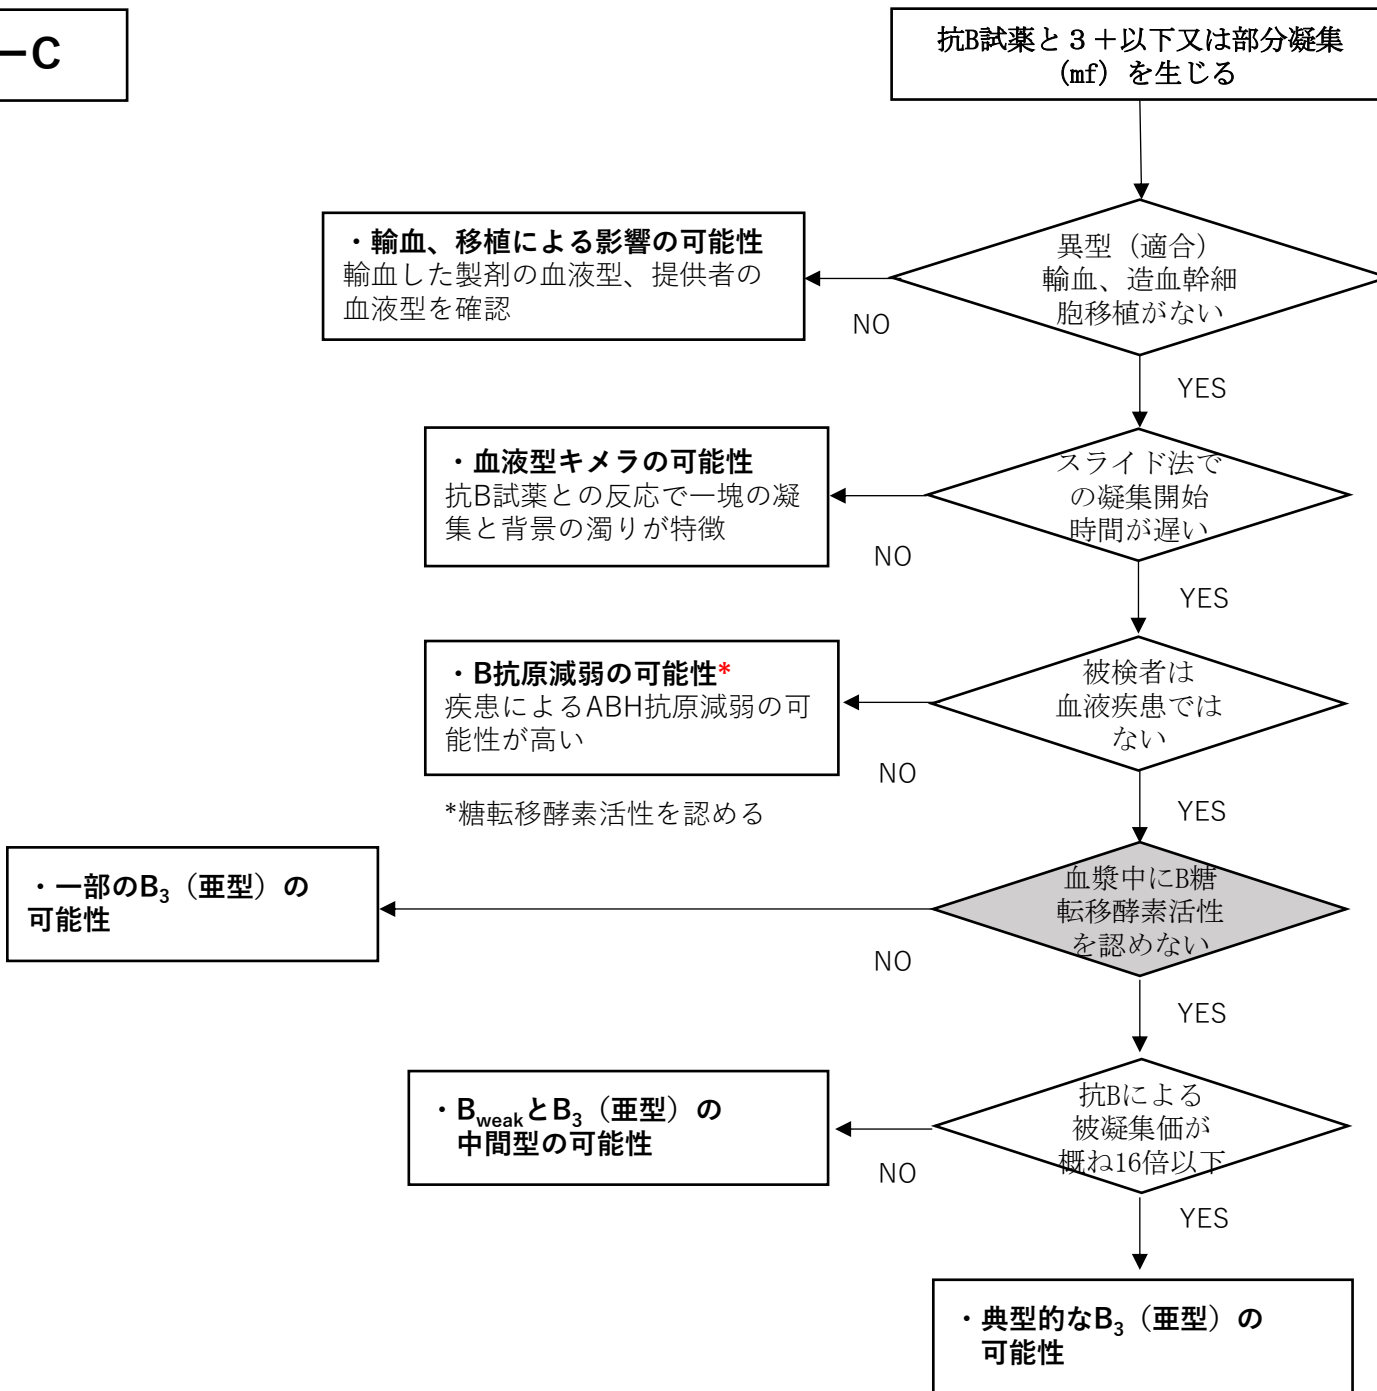 ーC
抗B試薬と３＋以下又は部分凝集
（mf）を生じる
異型（適合）
輸血、造血幹細
胞移植がない
・輸血、移植による影響の可能性
輸血した製剤の血液型、提供者の
血液型を確認
NO
YES
スライド法で
の凝集開始
時間が遅い
・血液型キメラの可能性
抗B試薬との反応で一塊の凝
集と背景の濁りが特徴
NO
YES
被検者は
血液疾患では
ない
・B抗原減弱の可能性*
疾患によるABH抗原減弱の可
能性が高い
NO
*糖転移酵素活性を認める
YES
血漿中にB糖
転移酵素活性
を認めない
・一部のB3（亜型）の
可能性
NO
YES
抗Bによる
被凝集価が
概ね16倍以下
・BweakとB3（亜型）の
中間型の可能性
NO
YES
・典型的なB3（亜型）の
可能性